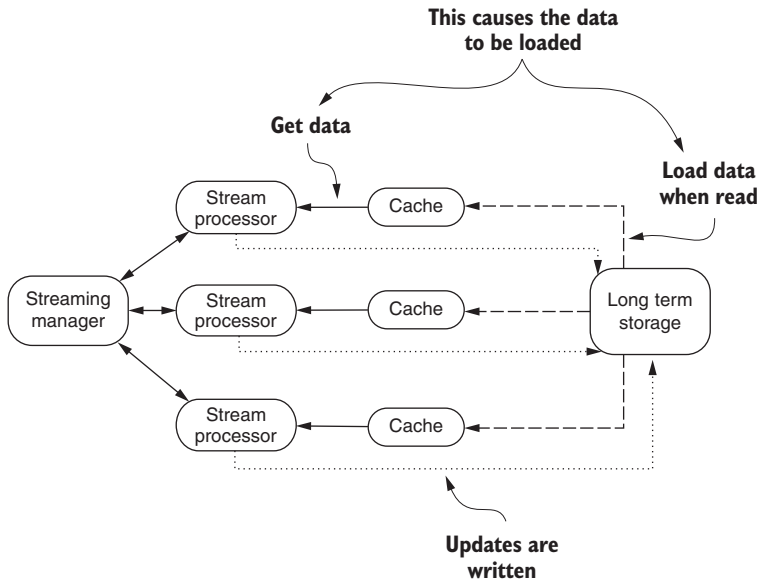 This causes the data
to be loaded
Get data
Load data
when read
Stream
processor
Cache
Streaming
manager
Stream
processor
Cache
Long term
storage
Stream
processor
Cache
Updates are
written